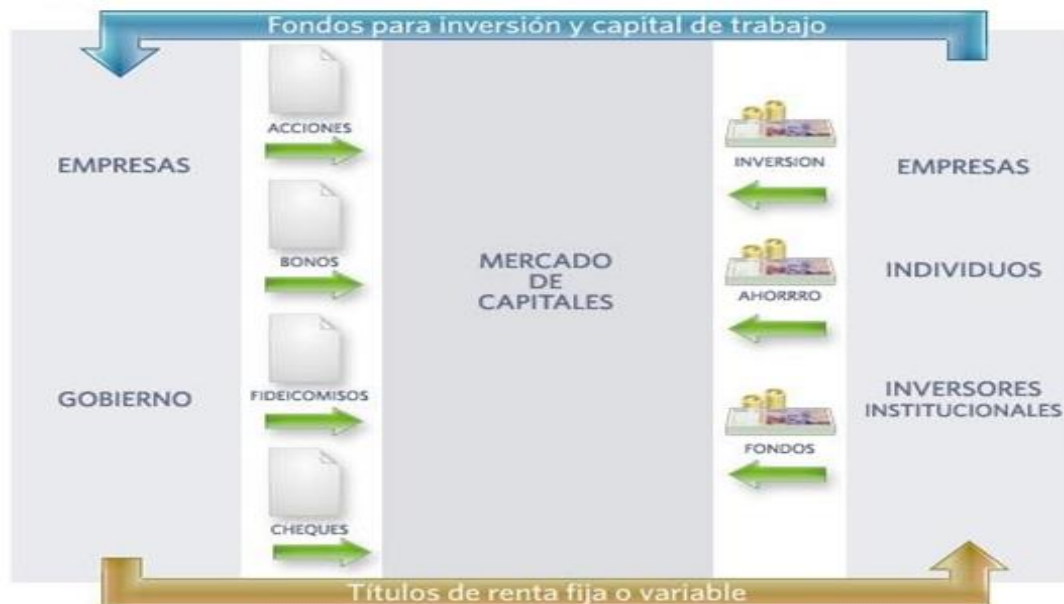 Fondos para inversión y capital de trabajo
EMPRESAS
GOBIERNO
ACCIONES
BONOS
FIDEICOMISOS
CHEQUES
MERCADO
DE
CAPITALES
INVERSION
AHORRRO
FONDOS
EMPRESAS
INDIVIDUOS
INVERSORES
INSTITUCIONALES
Títulos de renta fija o variable